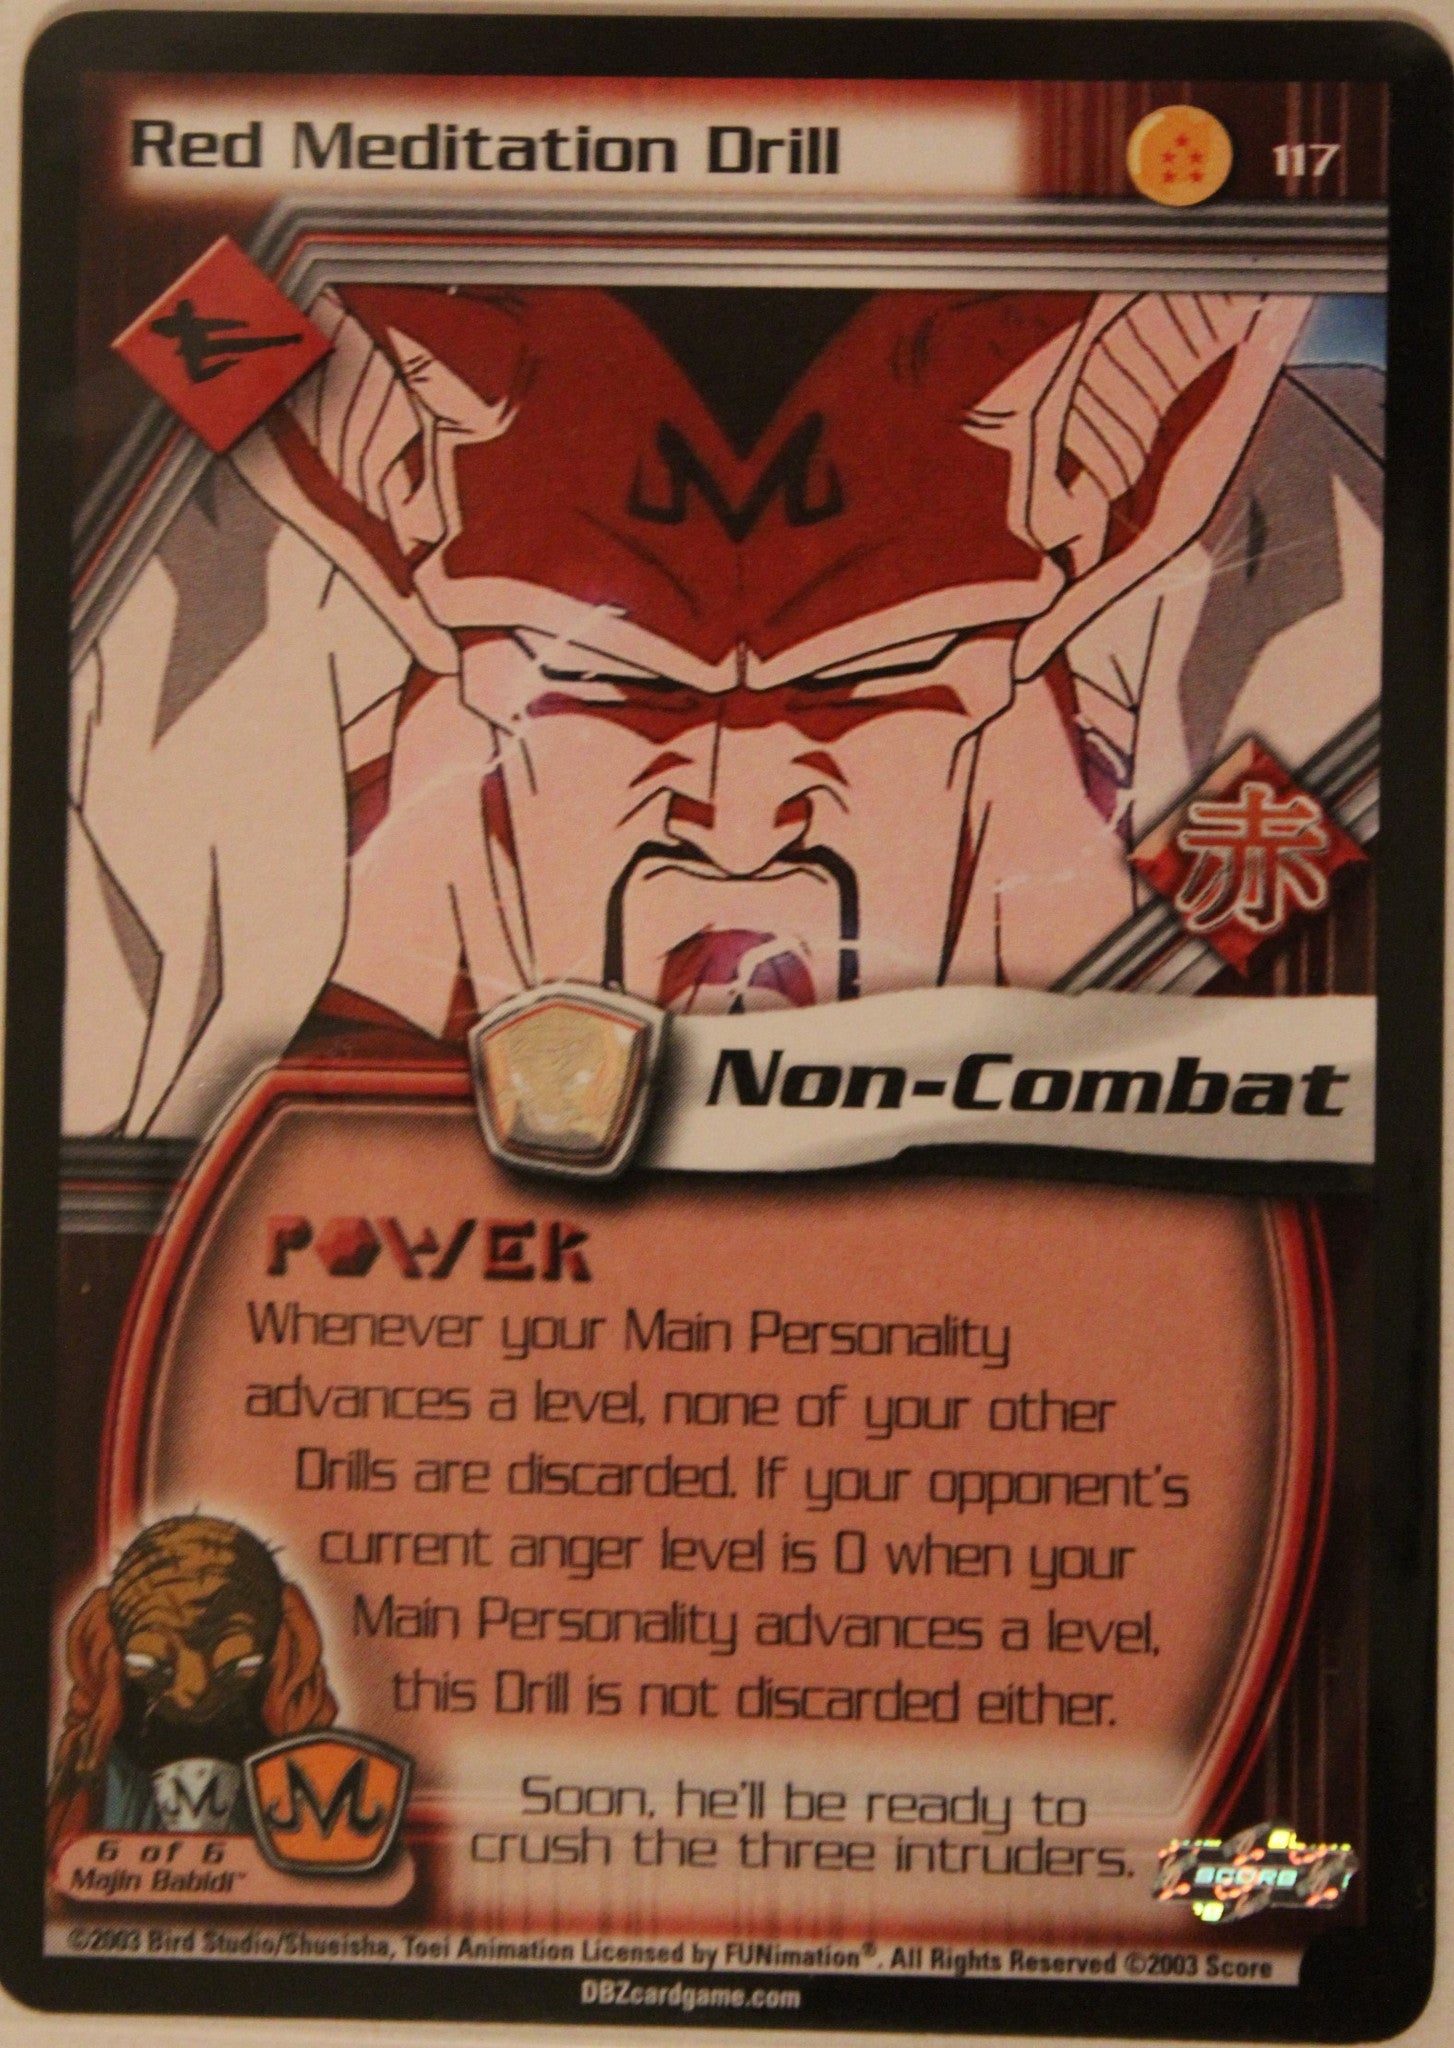 Red Meditation Drill
117
M
赤
Non-Combat
POWER
Whenever your Main Personality
advances a level, none of your other
Drills are discarded. If your opponent's
current anger level is 0 when your
Main Personality advances a level,
this Drill is not discarded either.
Soon, he'll be ready to
crush the three intruders.
M
M
6 of 6
Majin Babidi™
SCORE
©2003 Bird Studio/Shueisha, Toei Animation Licensed by FUNimation®. All Rights Reserved ©2003 Score
DBZcardgame.com